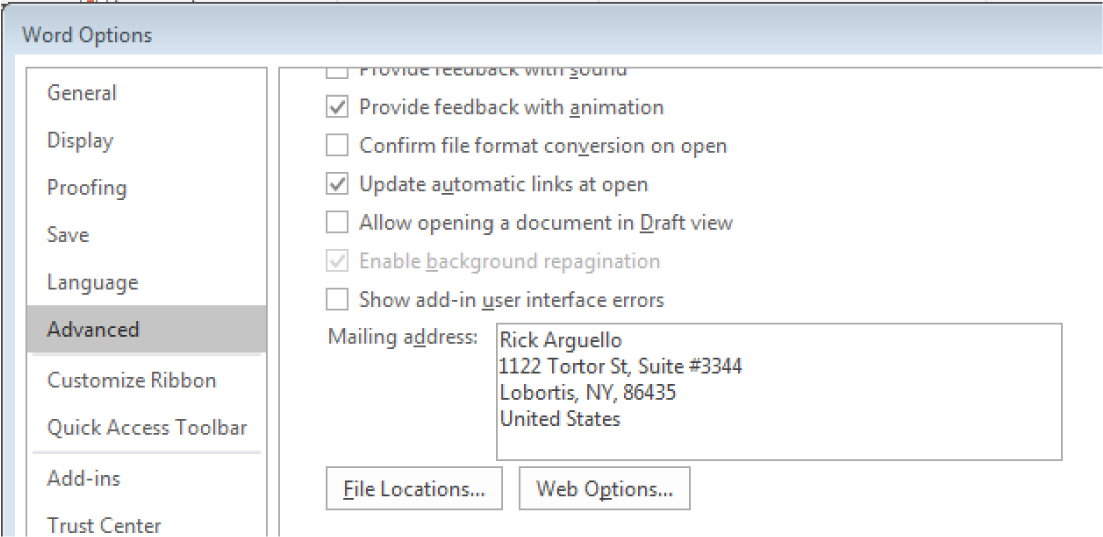 Word Options
General
Display
Proofing
Save
Language
Advanced
Customize Ribbon
Quick Access Toolbar
Add-ins
Trust Center
Provide feedback with sound
Provide feedback with animation
Confirm file format conversion on open
Update automatic links at open
Allow opening a document in Draft view
Enable background repagination
Show add-in user interface errors
Mailing address:
Rick Arguello
1122 Tortor St, Suite #3344
Lobortis, NY, 86435
United States
File Locations...
Web Options...